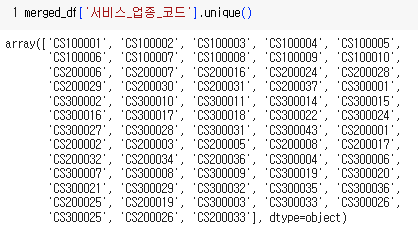 1 merged_df['서비스_업종_코드'].unique()
array(['CS100001', 'CS100002', 'CS100003', 'CS100004', 'CS100005',
'CS100006', 'CS100007', 'CS100008', 'CS100009', 'CS100010',
'CS200006', 'CS200007', 'CS200016', 'CS200024', 'CS200028',
'CS200029', 'CS200030', 'CS200031', 'CS200037', 'CS300001',
'CS300002', 'CS300010', 'CS300011', 'CS300014', 'CS300015',
'CS300016', 'CS300017', 'CS300018', 'CS300022', 'CS300024',
'CS300027', 'CS300028', 'CS300031', 'CS300043', 'CS200001',
'CS200002', 'CS200003', 'CS200005', 'CS200008', 'CS200017',
'CS200032', 'CS200034', 'CS200036', 'CS300004', 'CS300006',
'CS300007', 'CS300008', 'CS300009', 'CS300019', 'CS300020',
'CS300021', 'CS300029', 'CS300032', 'CS300035', 'CS300036',
'CS200025', 'CS200019', 'CS300003', 'CS300033', 'CS300026',
'CS300025', 'CS200026', 'CS200033'], dtype=object)